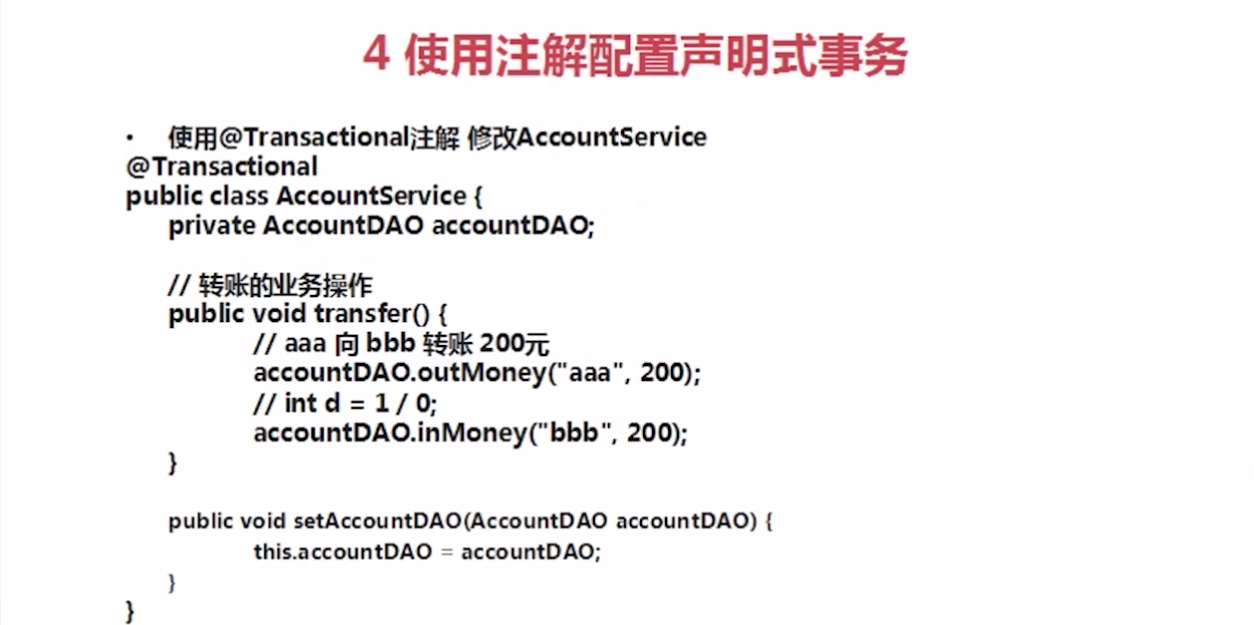 4 使用注解配置声明式事务
• 使用@Transactional注解 修改AccountService
@Transactional
public class AccountService {
private AccountDAO accountDAO;
// 转账的业务操作
public void transfer() {
// aaa 向 bbb 转账 200元
accountDAO.outMoney("aaa", 200);
// int d = 1 / 0;
accountDAO.inMoney("bbb", 200);
}
public void setAccountDAO(AccountDAO accountDAO) {
this.accountDAO = accountDAO;
}
}